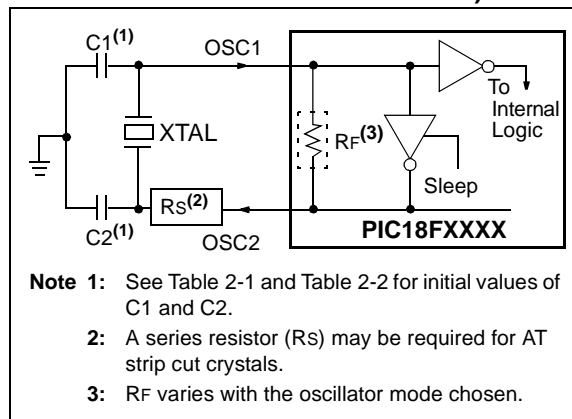 C1(1)
OSC1
To
Internal
Logic
XTAL
RF(3)
Sleep
RS(2)
C2(1)
OSC2
PIC18FXXXX
Note 1: See Table 2-1 and Table 2-2 for initial values of
C1 and C2.
2: A series resistor (RS) may be required for AT
strip cut crystals.
3: RF varies with the oscillator mode chosen.